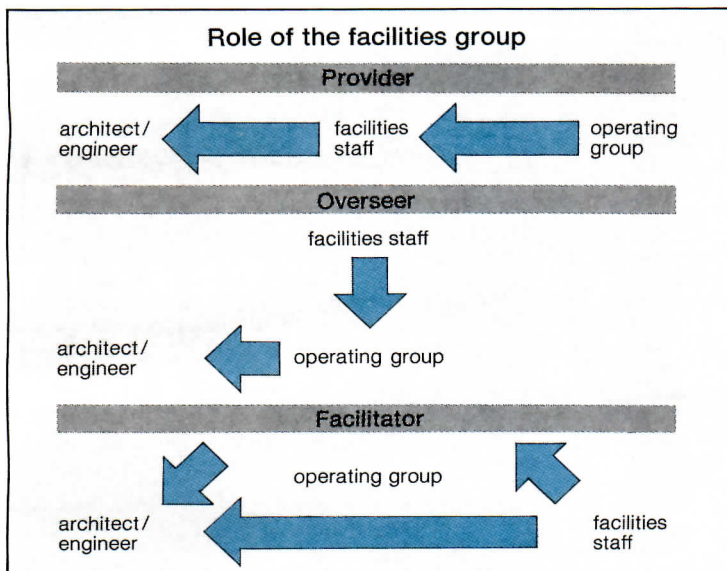 Role of the facilities group
Provider
architect/
engineer
facilities
staff
operating
group
Overseer
facilities staff
architect/
engineer
operating group
Facilitator
operating group
architect/
engineer
facilities
staff